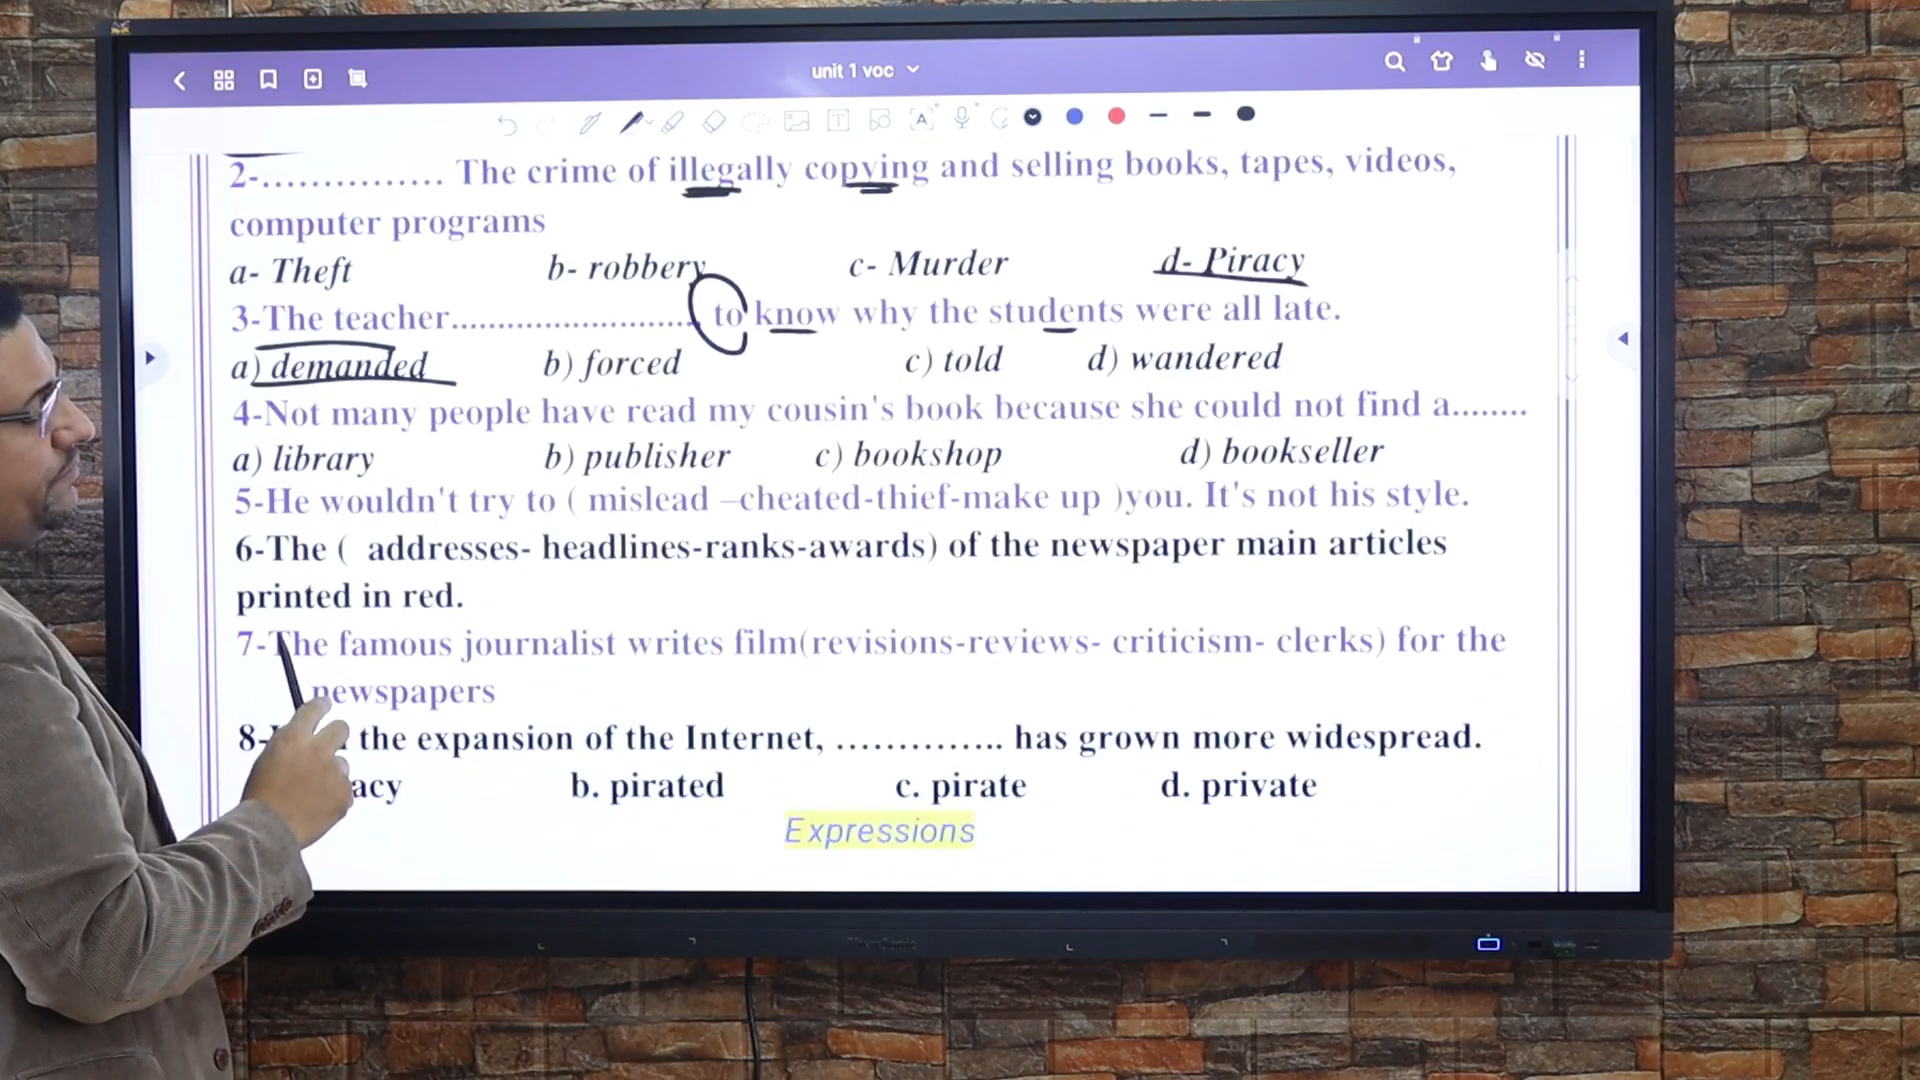 unit 1 voc
2-............... The crime of illegally copying and selling books, tapes, videos,
computer programs
a- Theft b- robbery c- Murder d- Piracy
3-The teacher........................... to know why the students were all late.
a) demanded b) forced c) told d) wandered
4-Not many people have read my cousin's book because she could not find a........
a) library b) publisher c) bookshop d) bookseller
5-He wouldn't try to ( mislead –cheated-thief-make up )you. It's not his style.
6-The ( addresses- headlines-ranks-awards) of the newspaper main articles
printed in red.
7-The famous journalist writes film(revisions-reviews- criticism- clerks) for the
newspapers
8- the expansion of the Internet, .............. has grown more widespread.
acy b. pirated c. pirate d. private
Expressions